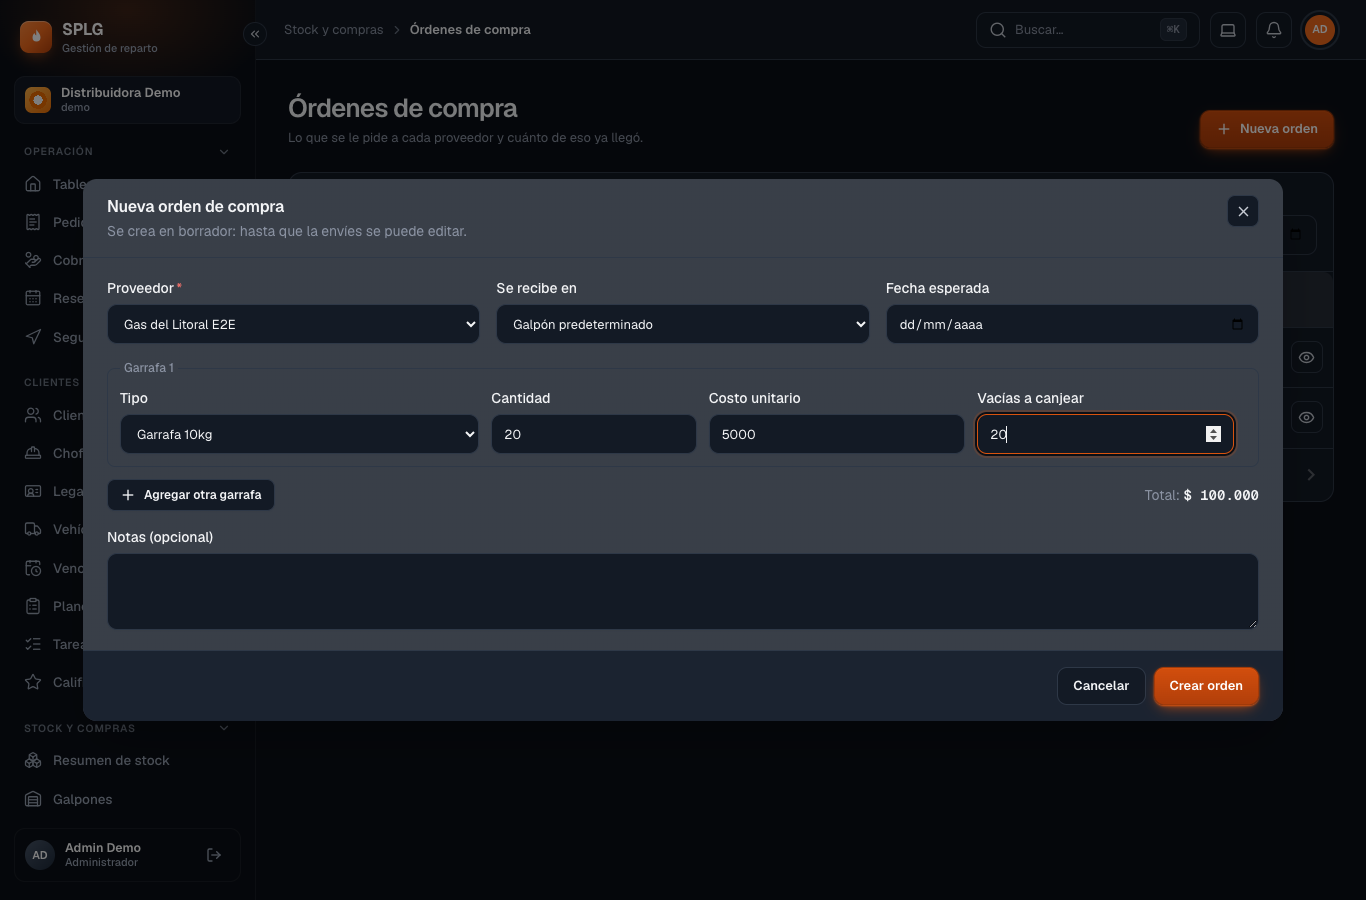 SPLG
Gestión de reparto
Distribuidora Demo
demo
OPERACIÓN
CLIENTES
STOCK Y COMPRAS
Resumen de stock
Galpones
AD
Admin Demo
Administrador
Stock y compras > Órdenes de compra
Buscar...
⌘K
AD
Órdenes de compra
Lo que se le pide a cada proveedor y cuánto de eso ya llegó.
+ Nueva orden
Nueva orden de compra
Se crea en borrador: hasta que la envíes se puede editar.
Proveedor *
Se recibe en
Fecha esperada
Gas del Litoral E2E
Galpón predeterminado
dd/mm/aaaa
Garrafa 1
Tipo
Cantidad
Costo unitario
Vacías a canjear
Garrafa 10kg
20
5000
20
+ Agregar otra garrafa
Total: $ 100.000
Notas (opcional)
Cancelar
Crear orden